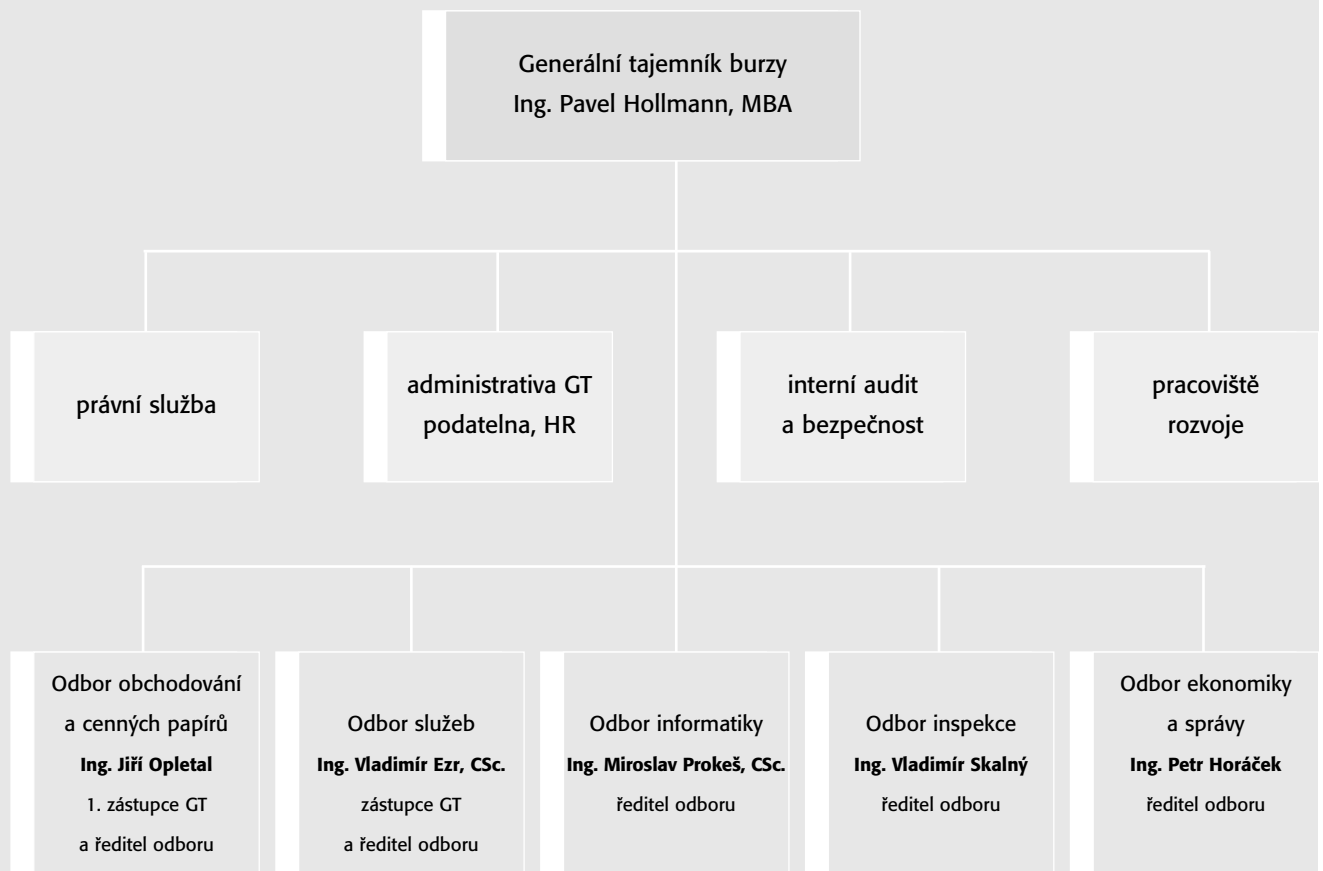 Generální tajemník burzy
Ing. Pavel Hollmann, MBA
právní služba
administrativa GT
podatelna, HR
interní audit
a bezpečnost
pracoviště
rozvoje
Odbor obchodování
a cenných papírů
Ing. Jiří Opletal
1. zástupce GT
a ředitel odboru
Odbor služeb
Ing. Vladimír Ezr, CSc.
zástupce GT
a ředitel odboru
Odbor informatiky
Ing. Miroslav Prokeš, CSc.
ředitel odboru
Odbor inspekce
Ing. Vladimír Skalný
ředitel odboru
Odbor ekonomiky
a správy
Ing. Petr Horáček
ředitel odboru